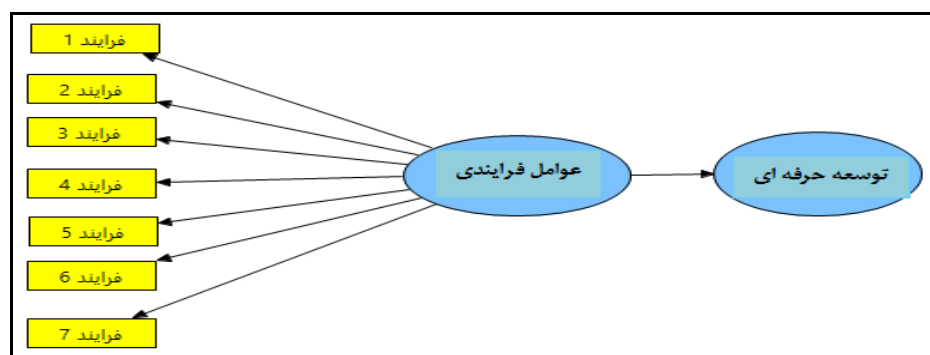 فرایند 1
فرایند 2
فرایند 3
فرایند 4
فرایند 5
فرایند 6
فرایند 7
عوامل فرایندی
توسعه حرفه ای